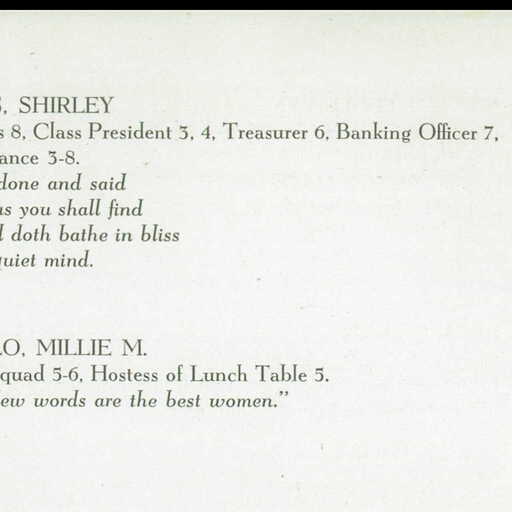 S, SHIRLEY
s 8, Class President 3, 4, Treasurer 6, Banking Officer 7,
ance 3-8.
done and said
as you shall find
d doth bathe in bliss
quiet mind.
LO, MILLIE M.
quad 5-6, Hostess of Lunch Table 5.
ew words are the best women."